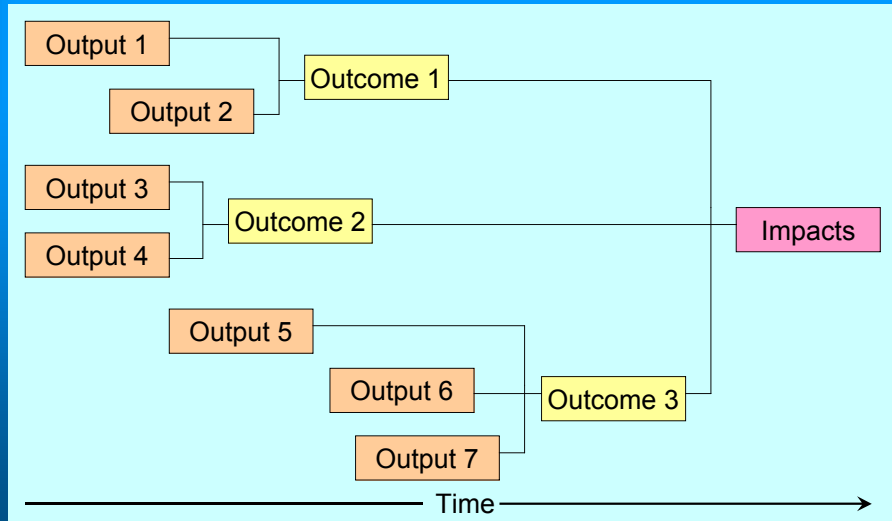 Output 1
Outcome 1
Output 2
Output 3
Outcome 2
Impacts
Output 4
Output 5
Output 6
Outcome 3
Output 7
Time